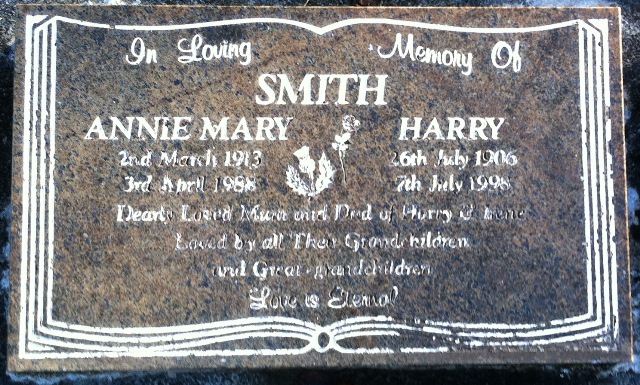 In Loving Memory Of
SMITH
ANNIE MARY HARRY
2nd March 1913 26th July 1906
3rd April 1988 7th July 1998
Dearly Loved Mum and Dad of Harry & Irene
Loved by all Their Grandchildren
and Great-grandchildren
Love is Eternal